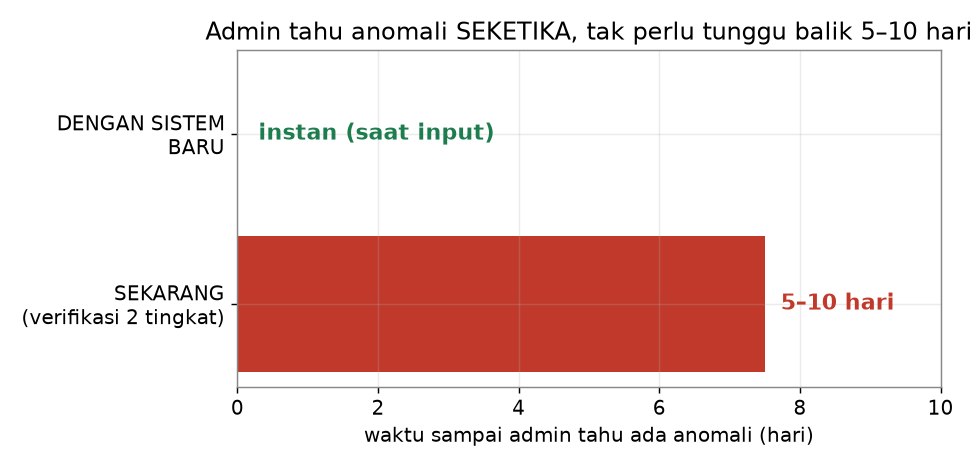 Admin tahu anomali SEKETIKA, tak perlu tunggu balik 5–10 hari
DENGAN SISTEM
BARU
instan (saat input)
SEKARANG
(verifikasi 2 tingkat)
5–10 hari
0 2 4 6 8 10
waktu sampai admin tahu ada anomali (hari)